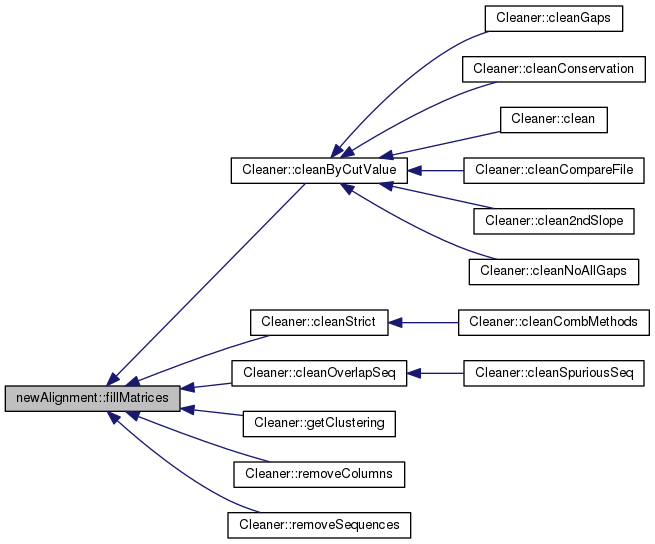 Cleaner::cleanGaps
Cleaner::cleanConservation
Cleaner::clean
Cleaner::cleanByCutValue
Cleaner::cleanCompareFile
Cleaner::clean2ndSlope
Cleaner::cleanNoAllGaps
Cleaner::cleanStrict
Cleaner::cleanCombMethods
Cleaner::cleanOverlapSeq
Cleaner::cleanSpuriousSeq
newAlignment::fillMatrices
Cleaner::getClustering
Cleaner::removeColumns
Cleaner::removeSequences